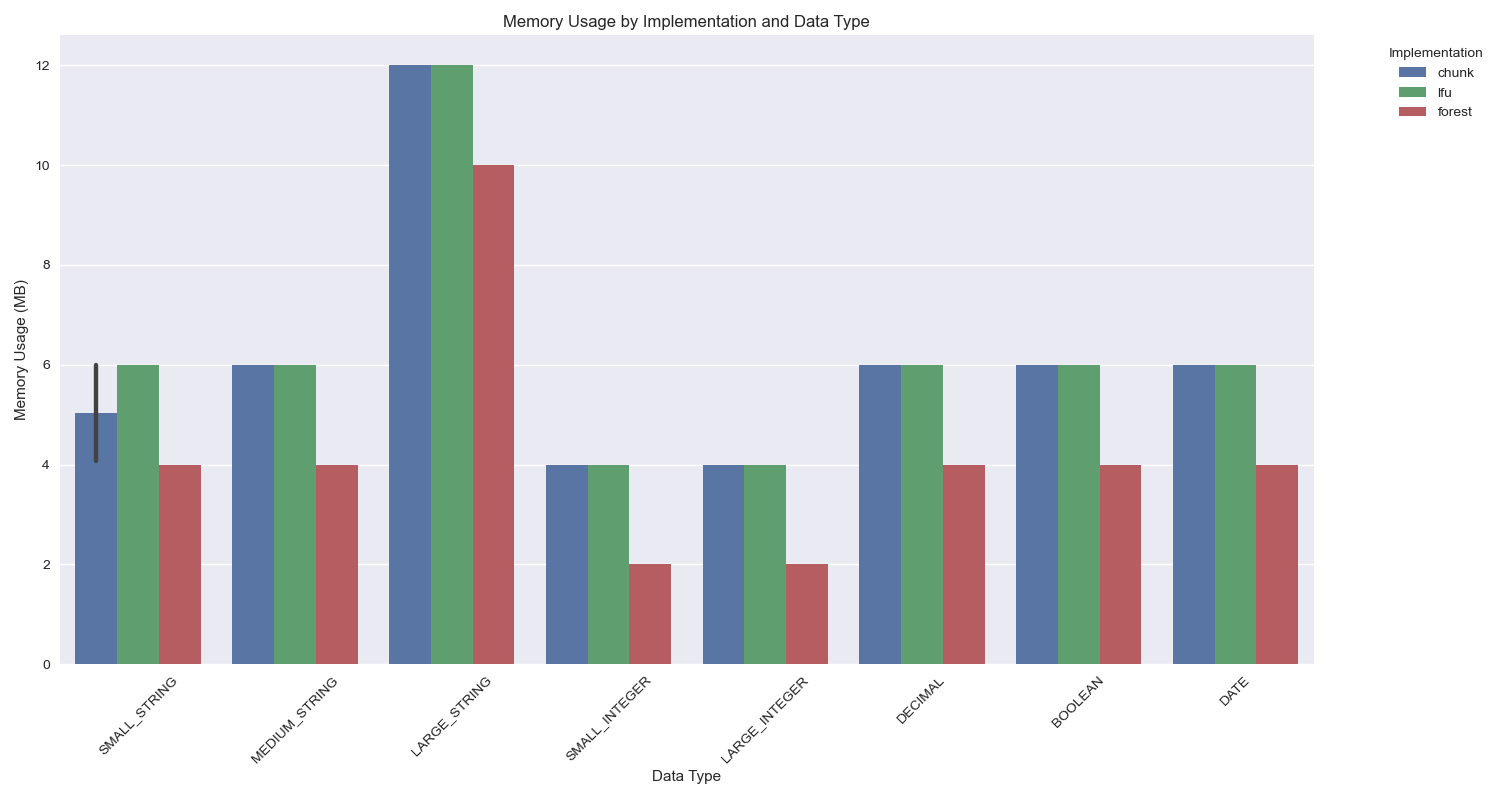 Memory Usage by Implementation and Data Type
Implementation
chunk
lfu
forest
Memory Usage (MB)
12
10
8
6
4
2
0
SMALL_STRING
MEDIUM_STRING
LARGE_STRING
SMALL_INTEGER
LARGE_INTEGER
DECIMAL
BOOLEAN
DATE
Data Type